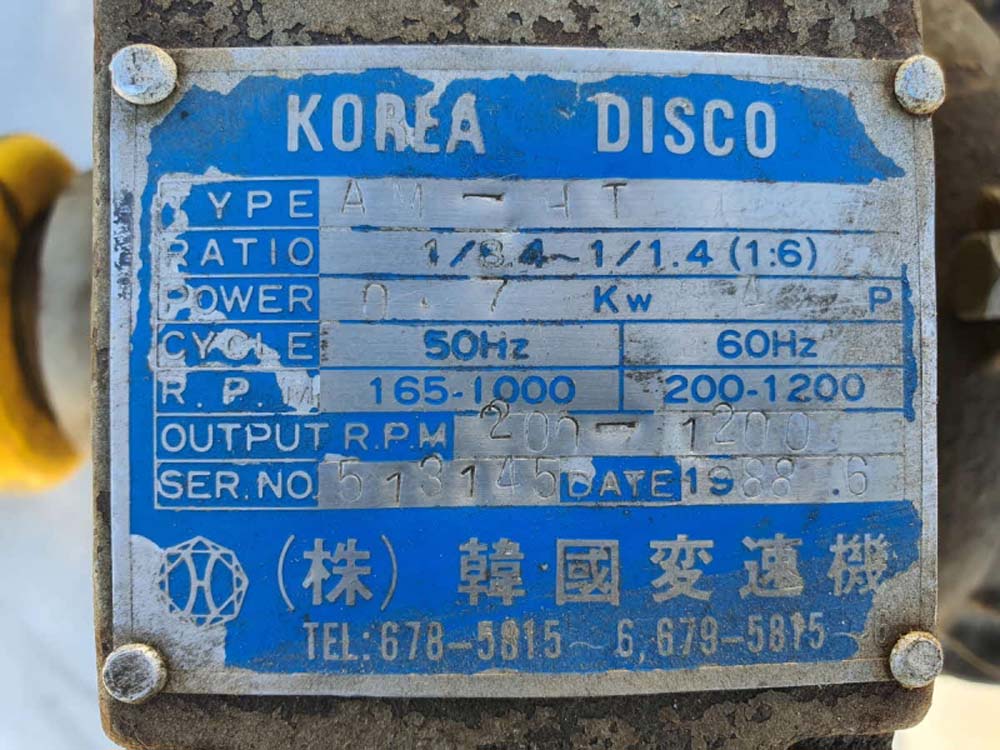 KOREA DISCO
TYPE AM-HT
RATIO 1/8.4~1/1.4 (1:6)
POWER 0.7 Kw 4 P
CYCLE 50Hz 60Hz
R.P.M 165-1000 200-1200
OUTPUT R.P.M 200-1200
SER.NO. 513145 DATE 1988.6
(株) 韓國変速機
TEL: 678-5815~6, 679-5815~6